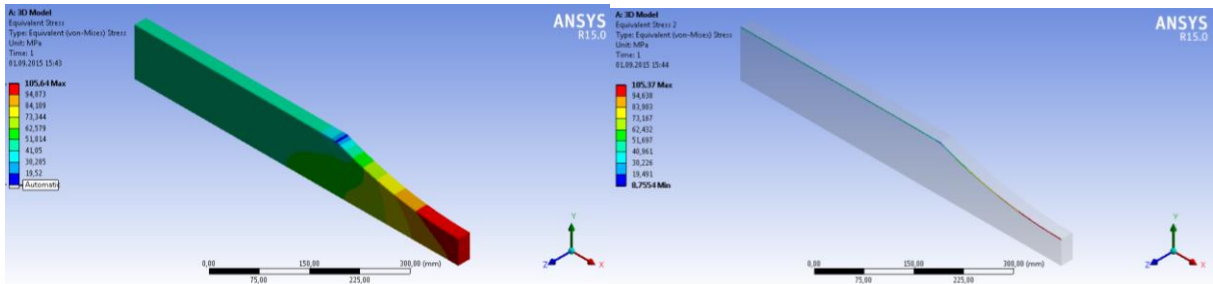 A: 3D Model
Equivalent Stress
Type: Equivalent (von-Mises) Stress
Unit: MPa
Time: 1
01.09.2015 15:43
105,64 Max
94,873
84,109
73,344
62,579
51,814
41,05
30,285
19,52
Automatic
ANSYS
R15.0
0,00
150,00
300,00 (mm)
75,00
225,00
Y
Z
X
A: 3D Model
Equivalent Stress 2
Type: Equivalent (von-Mises) Stress
Unit: MPa
Time: 1
01.09.2015 15:44
105,37 Max
94,638
83,903
73,167
62,432
51,697
40,961
30,226
19,491
8,7554 Min
ANSYS
R15.0
0,00
150,00
300,00 (mm)
75,00
225,00
Y
Z
X